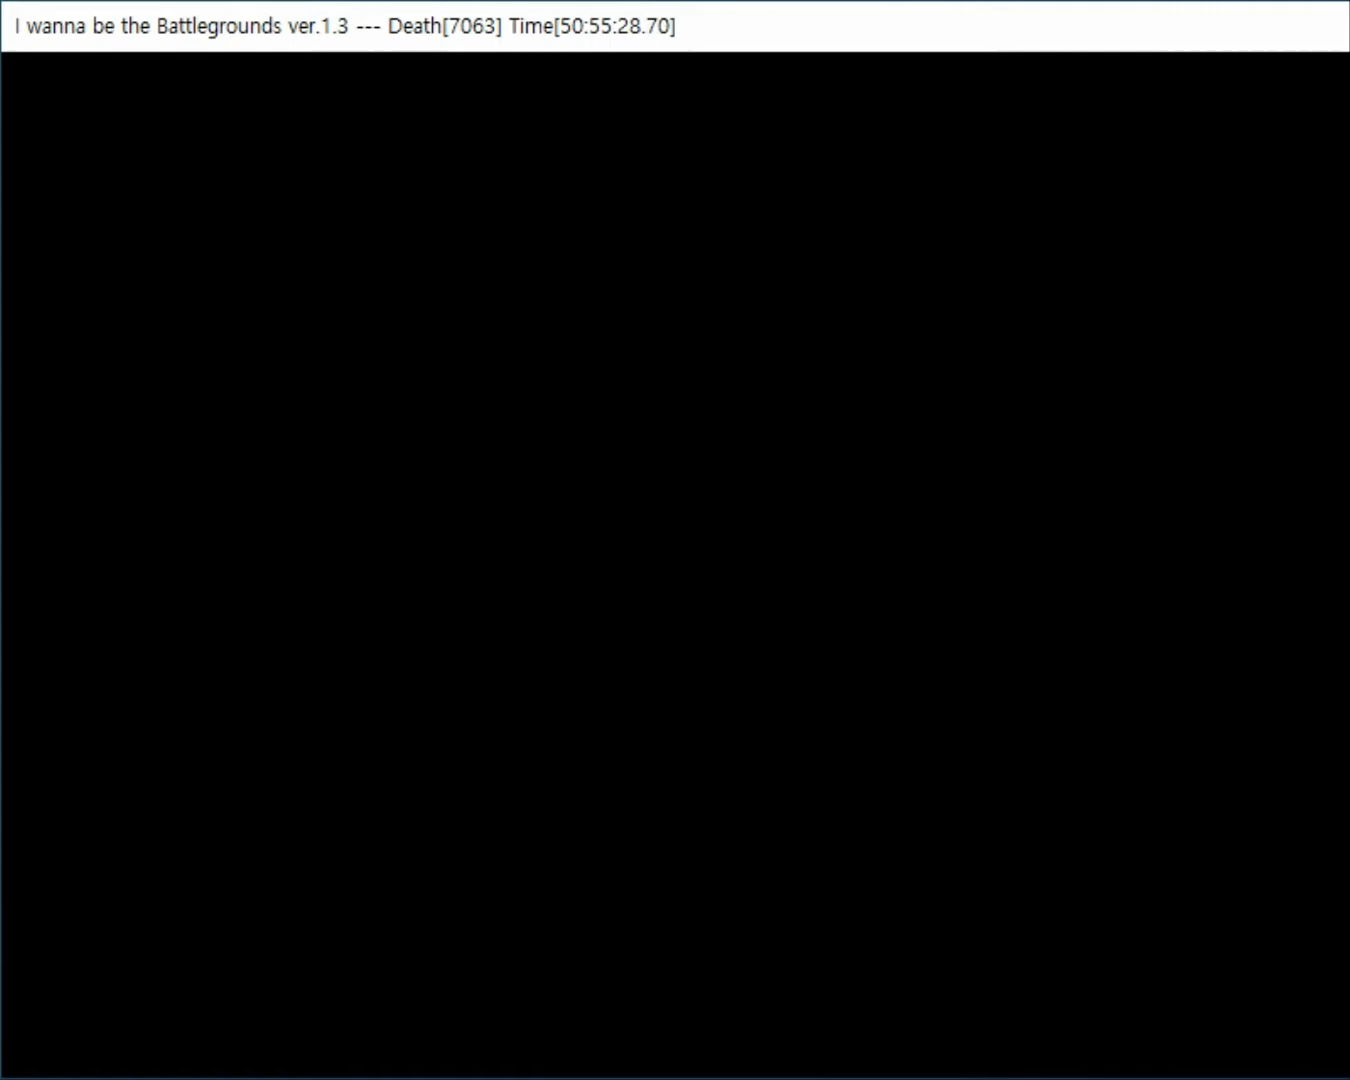 I wanna be the Battlegrounds ver.1.3 --- Death[7063] Time[50:55:28.70]